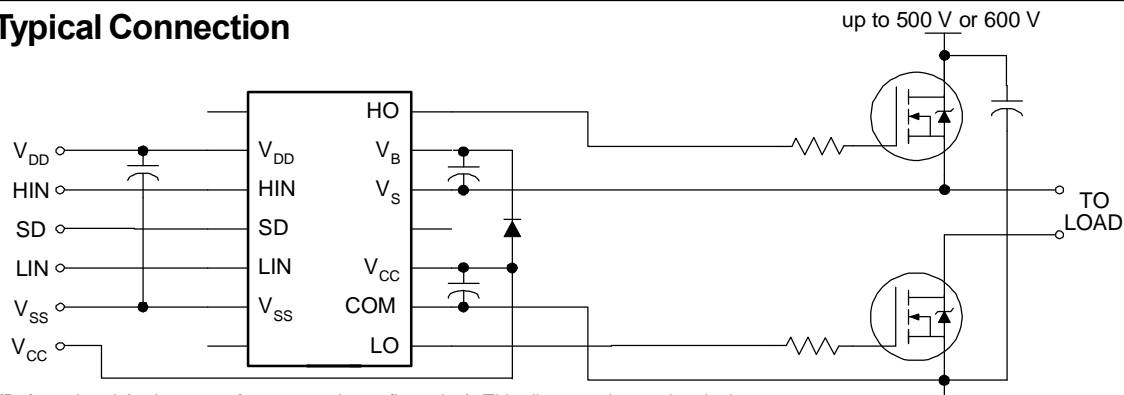 Typical Connection
up to 500 V or 600 V
HO
V_DD
V_DD
V_B
HIN
HIN
V_S
TO
LOAD
SD
SD
LIN
LIN
V_CC
V_SS
V_SS
COM
V_CC
LO